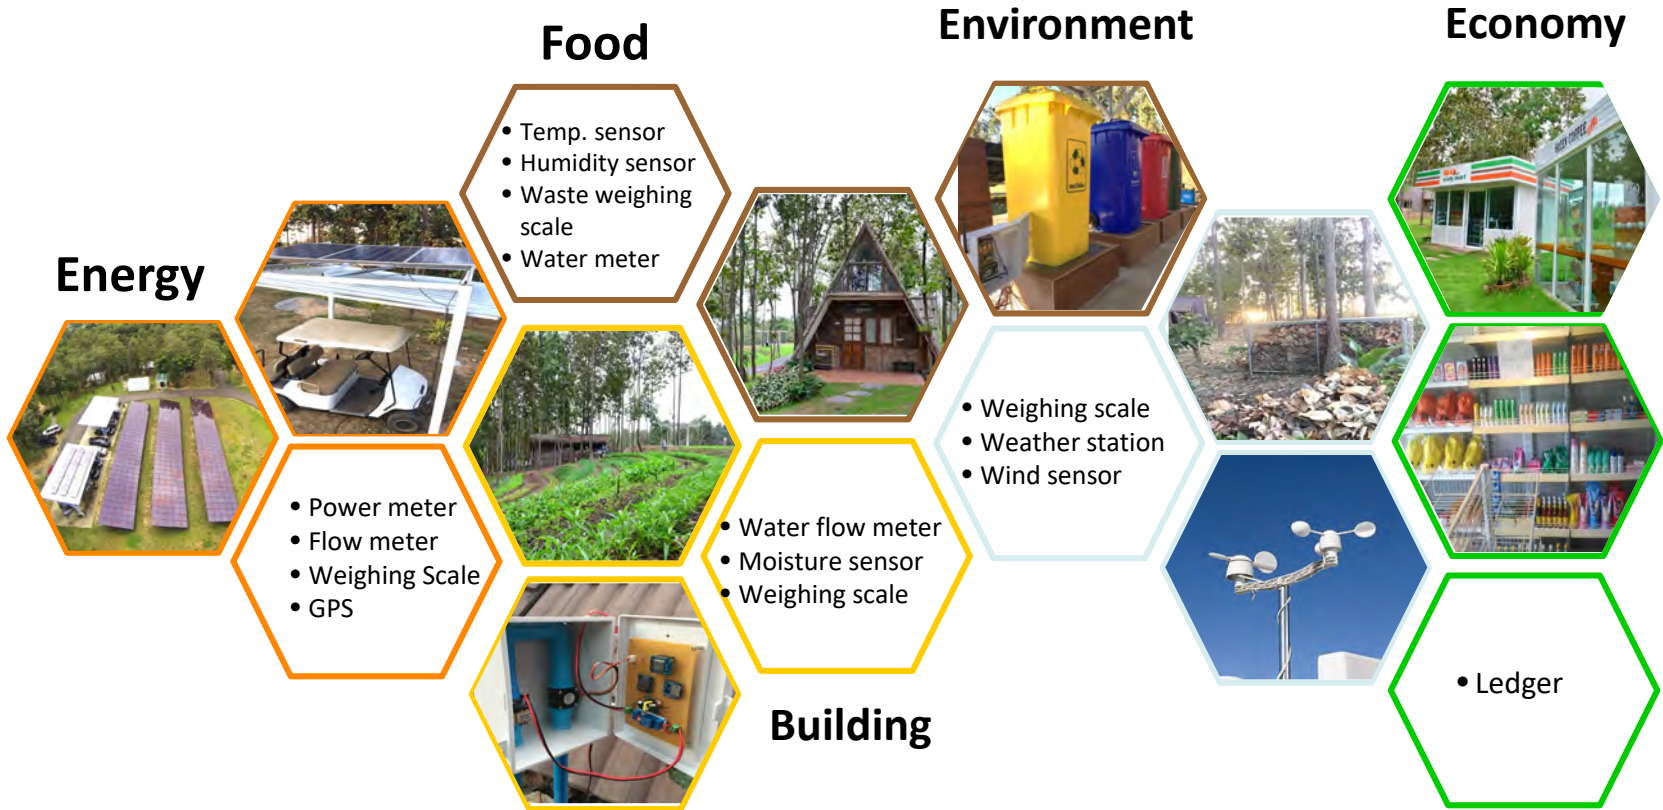 Energy
• Power meter
• Flow meter
• Weighing Scale
• GPS
Food
• Temp. sensor
• Humidity sensor
• Waste weighing
scale
• Water meter
• Water flow meter
• Moisture sensor
• Weighing scale
Building
Environment
• Weighing scale
• Weather station
• Wind sensor
Economy
• Ledger